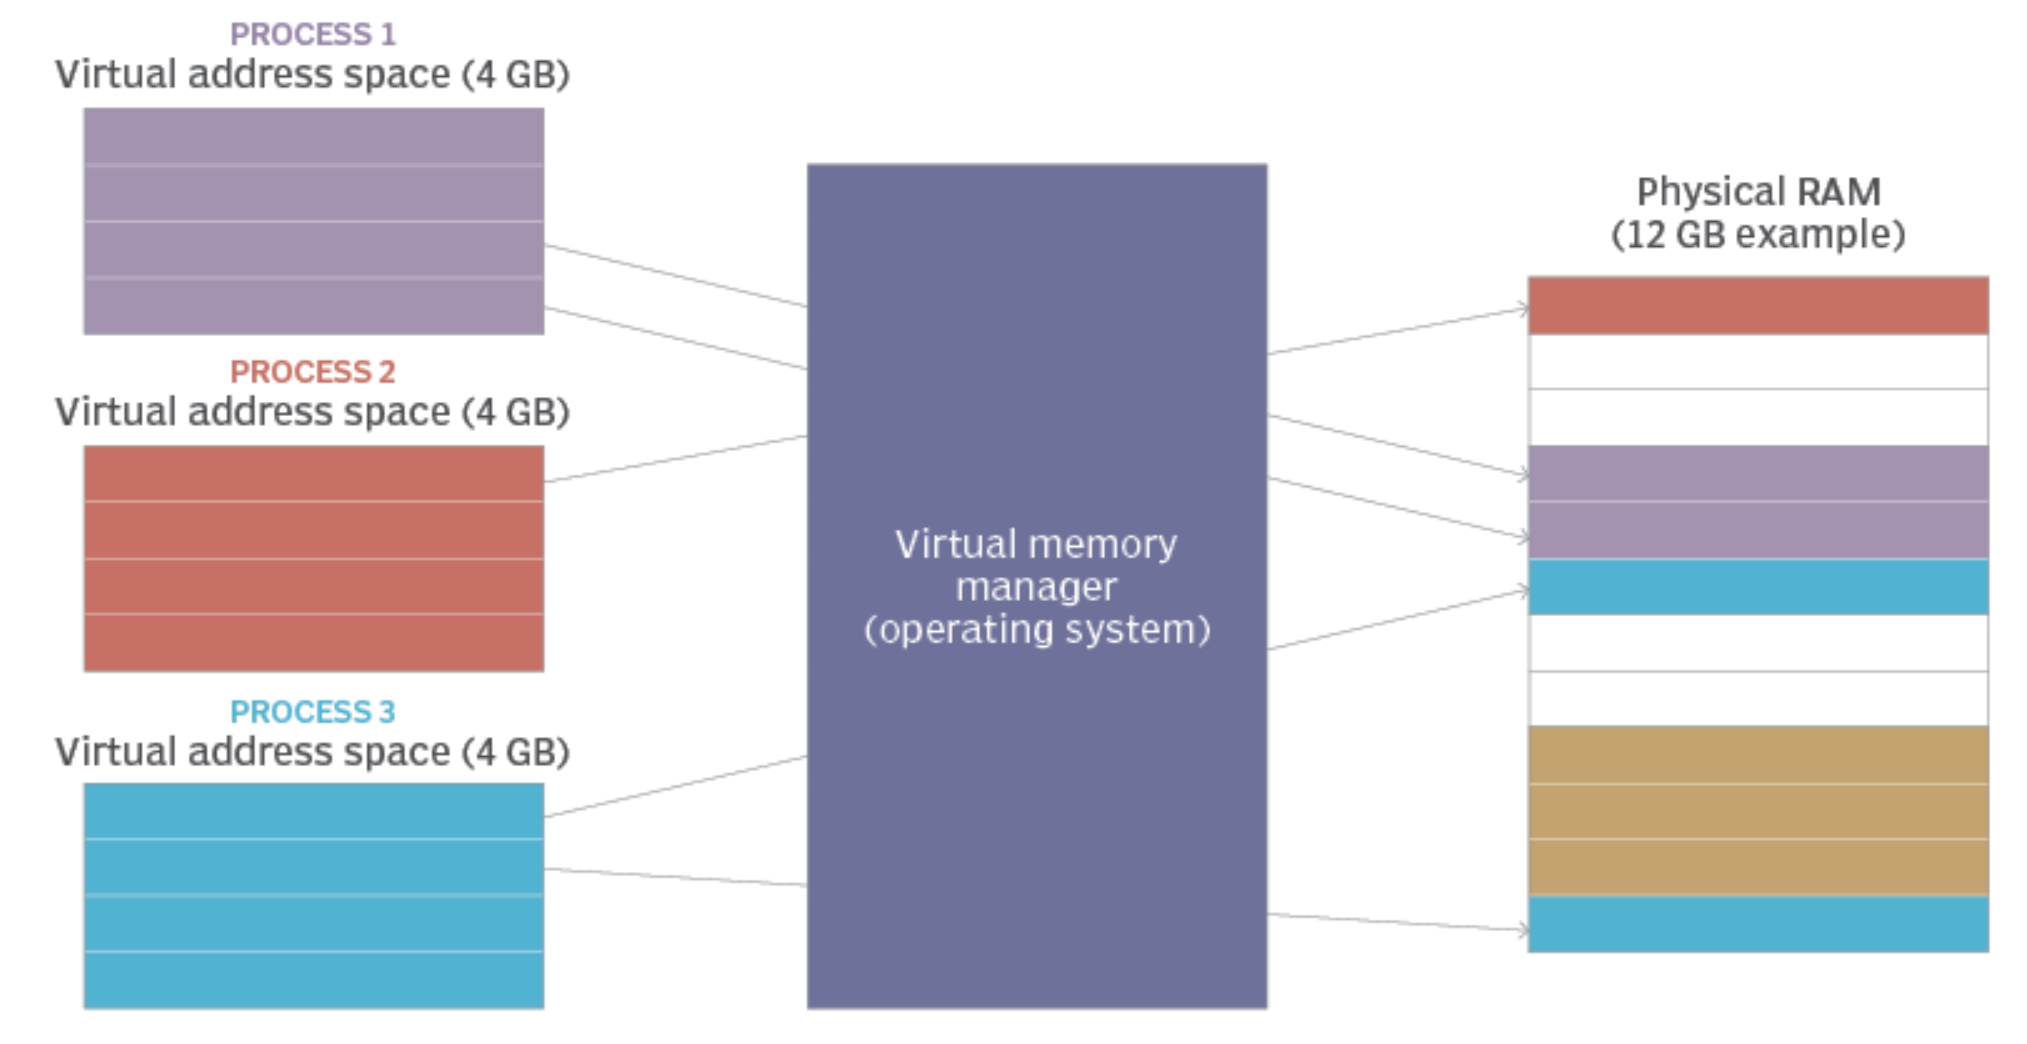 PROCESS 1
Virtual address space (4 GB)
PROCESS 2
Virtual address space (4 GB)
PROCESS 3
Virtual address space (4 GB)
Virtual memory
manager
(operating system)
Physical RAM
(12 GB example)